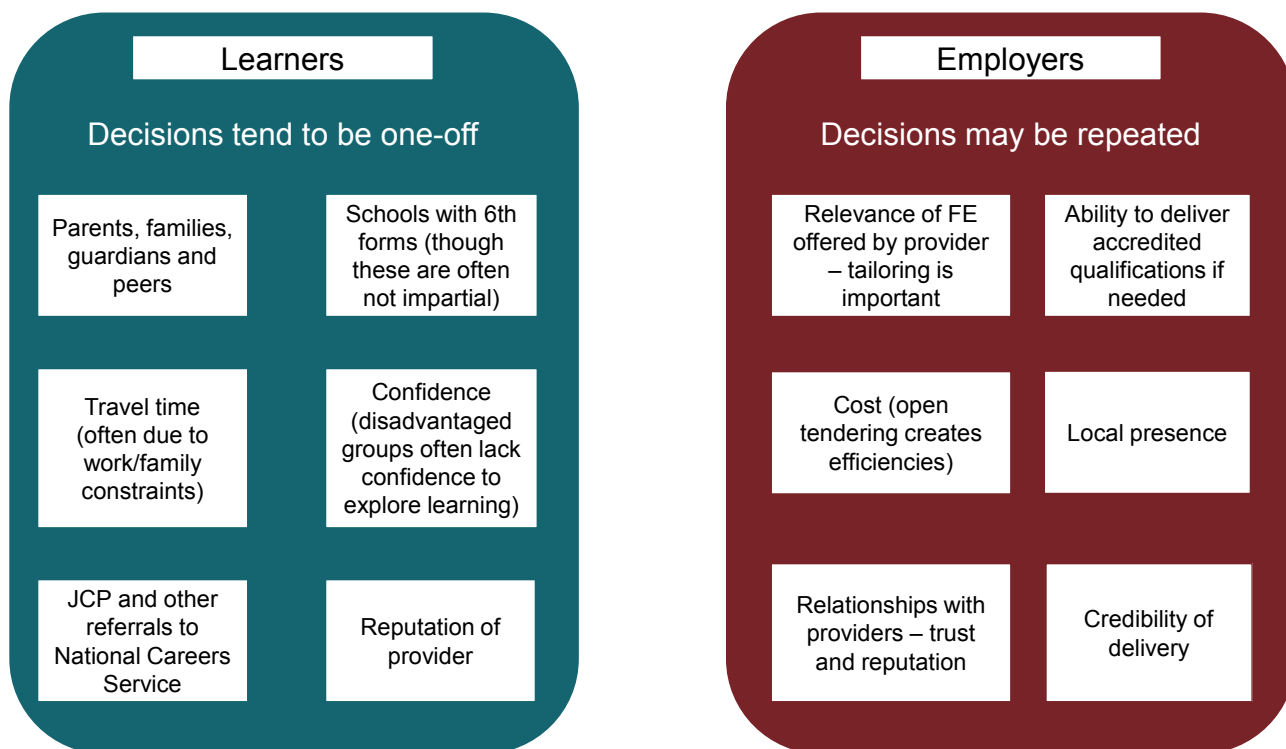 Learners
Decisions tend to be one-off
Parents, families,
guardians and
peers
Schools with 6th
forms (though
these are often
not impartial)
Travel time
(often due to
work/family
constraints)
Confidence
(disadvantaged
groups often lack
confidence to
explore learning)
JCP and other
referrals to
National Careers
Service
Reputation of
provider
Employers
Decisions may be repeated
Relevance of FE
offered by provider
– tailoring is
important
Ability to deliver
accredited
qualifications if
needed
Cost (open
tendering creates
efficiencies)
Local presence
Relationships with
providers – trust
and reputation
Credibility of
delivery